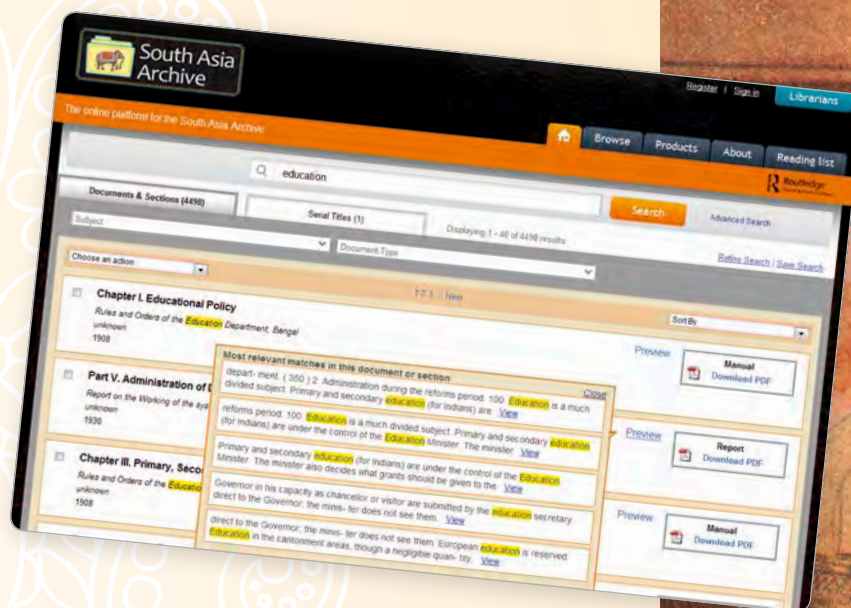 South Asia
Archive
Register | Sign in
Librarians
The online platform for the South Asia Archive
Browse
Products
About
Reading list
Routledge
education
Search
Advanced Search
Documents & Sections (4498)
Serial Titles (1)
Displaying 1 - 40 of 4498 results
Refine Search | Save Search
Subject
Document Type
Choose an action
1 2 3 ... Next
Sort By
Chapter I. Educational Policy
Rules and Orders of the Education Department, Bengal
unknown
1908
Preview
Manual
Download PDF
Most relevant matches in this document or section
Close
depart- ment. ( 360 ) 2. Administration during the reforms period. 100. Education is a much
divided subject. Primary and secondary education (for Indians) are View
reforms period. 100. Education is a much divided subject. Primary and secondary education
(for Indians) are under the control of the Education Minister. The minister View
Primary and secondary education (for Indians) are under the control of the Education
Minister. The minister also decides what grants should be given to the View
Governor in his capacity as chancellor or visitor are submitted by the education secretary
direct to the Governor; the minis- ter does not see them. View
direct to the Governor; the minis- ter does not see them. European education is reserved.
Education in the cantonment areas, though a negligible quan- tity, View
Part V. Administration of
Report on the Working of the
unknown
1930
Preview
Report
Download PDF
Chapter III. Primary,
Rules and Orders of the
unknown
1908
Preview
Manual
Download PDF